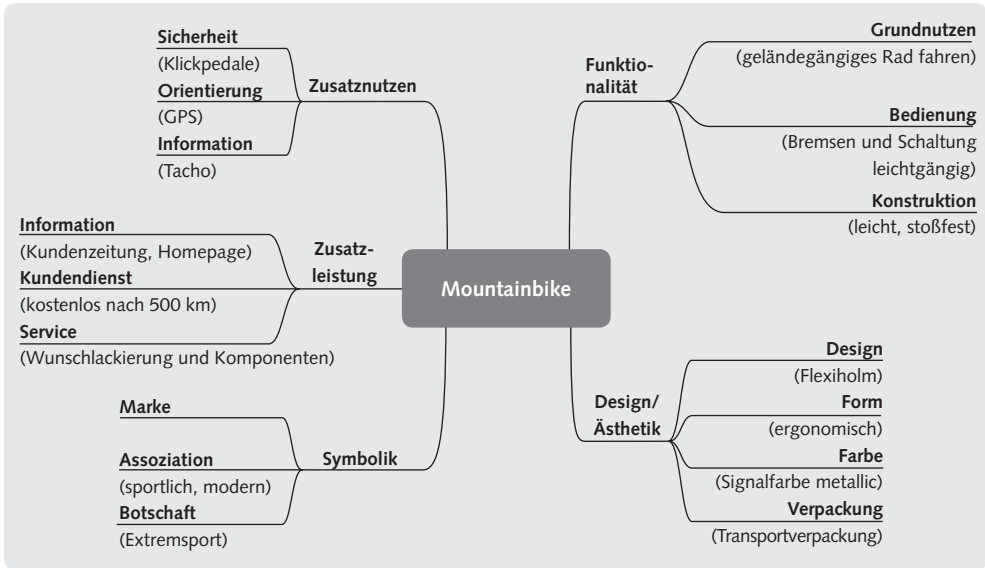 Sicherheit
(Klickpedale)
Orientierung
(GPS)
Information
(Tacho)
Zusatznutzen
Information
(Kundenzeitung, Homepage)
Kundendienst
(kostenlos nach 500 km)
Service
(Wunschlackierung und Komponenten)
Zusatz-
leistung
Marke
Assoziation
(sportlich, modern)
Botschaft
(Extremsport)
Symbolik
Mountainbike
Funktio-
nalität
Grundnutzen
(geländegängiges Rad fahren)
Bedienung
(Bremsen und Schaltung
leichtgängig)
Konstruktion
(leicht, stoßfest)
Design/
Ästhetik
Design
(Flexiholm)
Form
(ergonomisch)
Farbe
(Signalfarbe metallic)
Verpackung
(Transportverpackung)